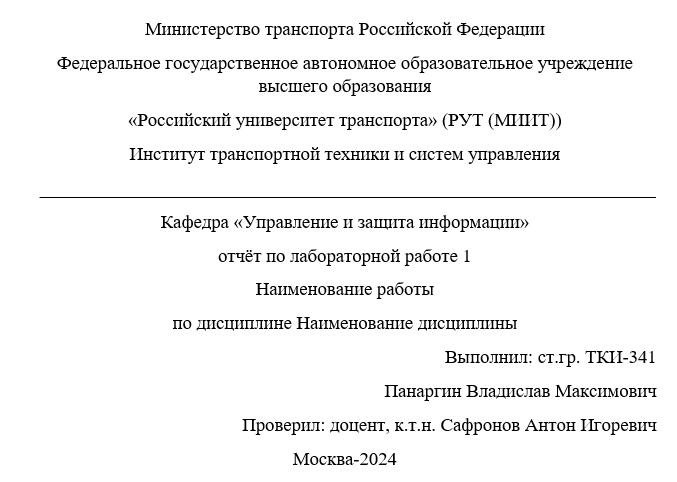 Министерство транспорта Российской Федерации
Федеральное государственное автономное образовательное учреждение
высшего образования
«Российский университет транспорта» (РУТ (МИИТ))
Институт транспортной техники и систем управления
Кафедра «Управление и защита информации»
отчёт по лабораторной работе 1
Наименование работы
по дисциплине Наименование дисциплины
Выполнил: ст.гр. ТКИ-341
Панаргин Владислав Максимович
Проверил: доцент, к.т.н. Сафронов Антон Игоревич
Москва-2024